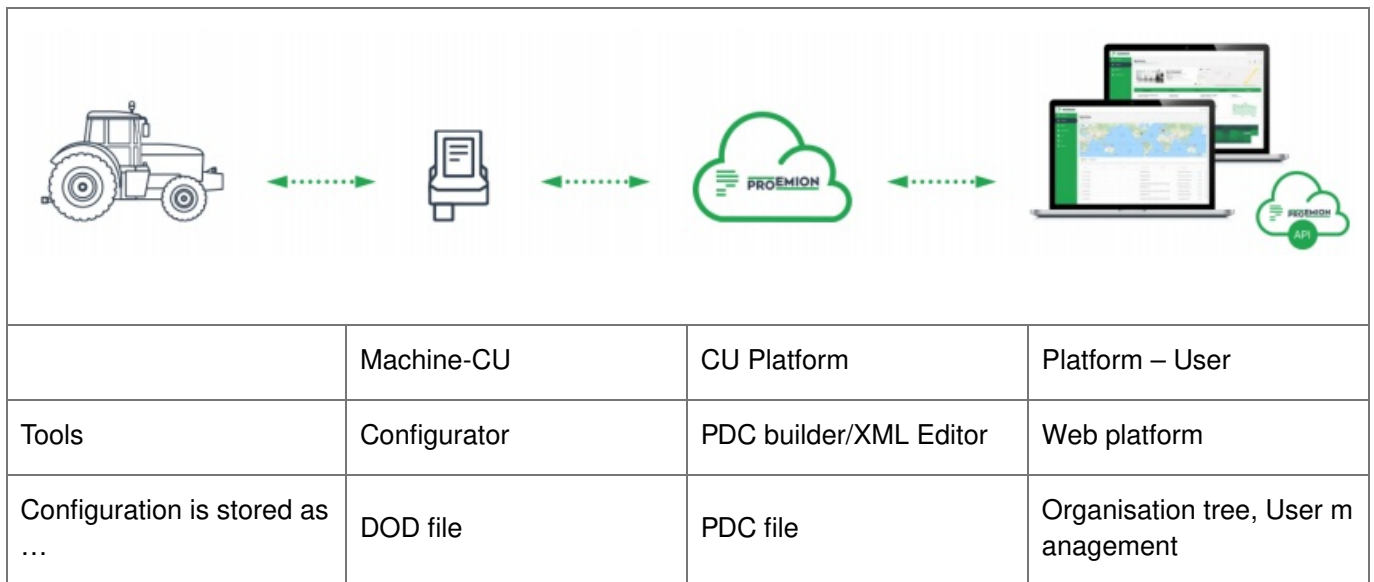 PROEMION
PROEMION
API
Machine-CU
CU Platform
Platform – User
Tools
Configurator
PDC builder/XML Editor
Web platform
Configuration is stored as
…
DOD file
PDC file
Organisation tree, User m
anagement